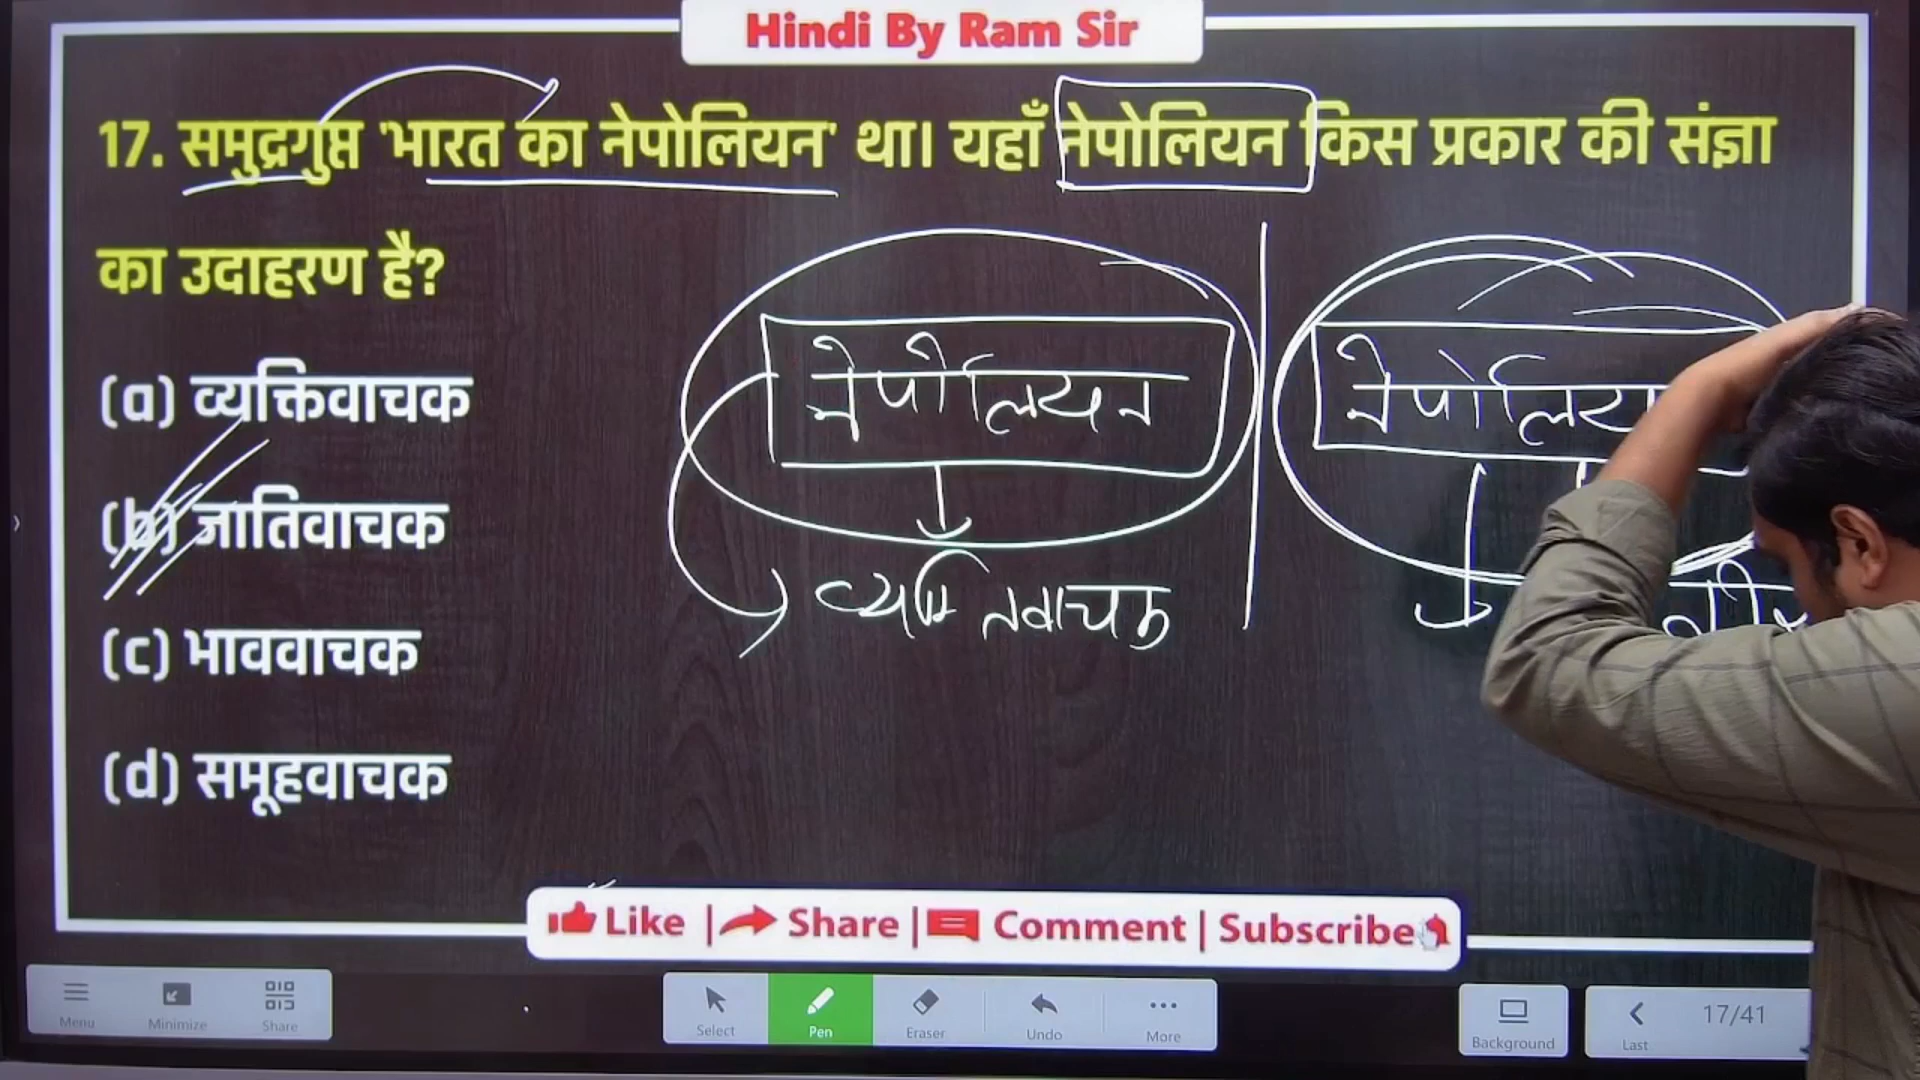 Hindi By Ram Sir
17. समुद्रगुप्त 'भारत का नेपोलियन' था। यहाँ नेपोलियन किस प्रकार की संज्ञा
का उदाहरण है?
(a) व्यक्तिवाचक
(b) जातिवाचक
(c) भाववाचक
(d) समूहवाचक
नेपोलियन
व्यक्तिवाचक
Like | Share | Comment | Subscribe
Menu Minimize Share Select Pen Eraser Undo More Background Last 17/41